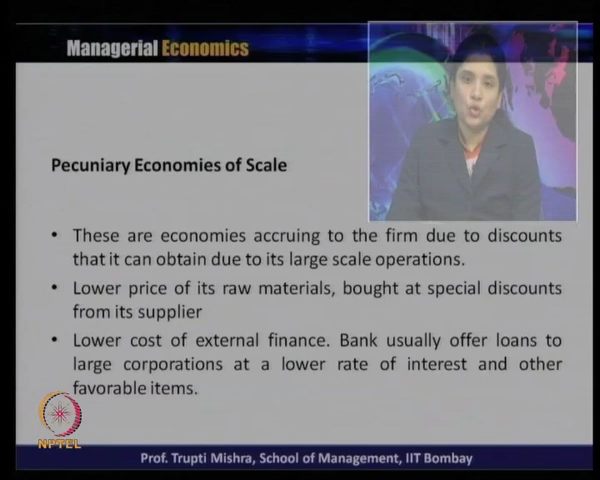 Managerial Economics
Pecuniary Economies of Scale
• These are economies accruing to the firm due to discounts
that it can obtain due to its large scale operations.
• Lower price of its raw materials, bought at special discounts
from its supplier
• Lower cost of external finance. Bank usually offer loans to
large corporations at a lower rate of interest and other
favorable items.
NPTEL
Prof. Trupti Mishra, School of Management, IIT Bombay